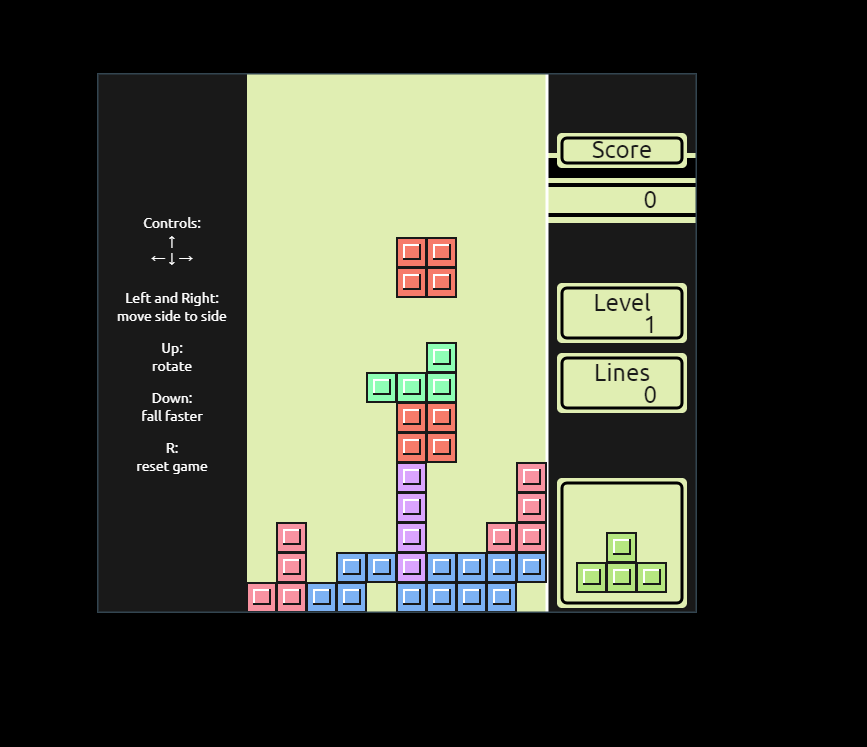 Controls:
↑
←↓→
Left and Right:
move side to side
Up:
rotate
Down:
fall faster
R:
reset game
Score
0
Level
1
Lines
0